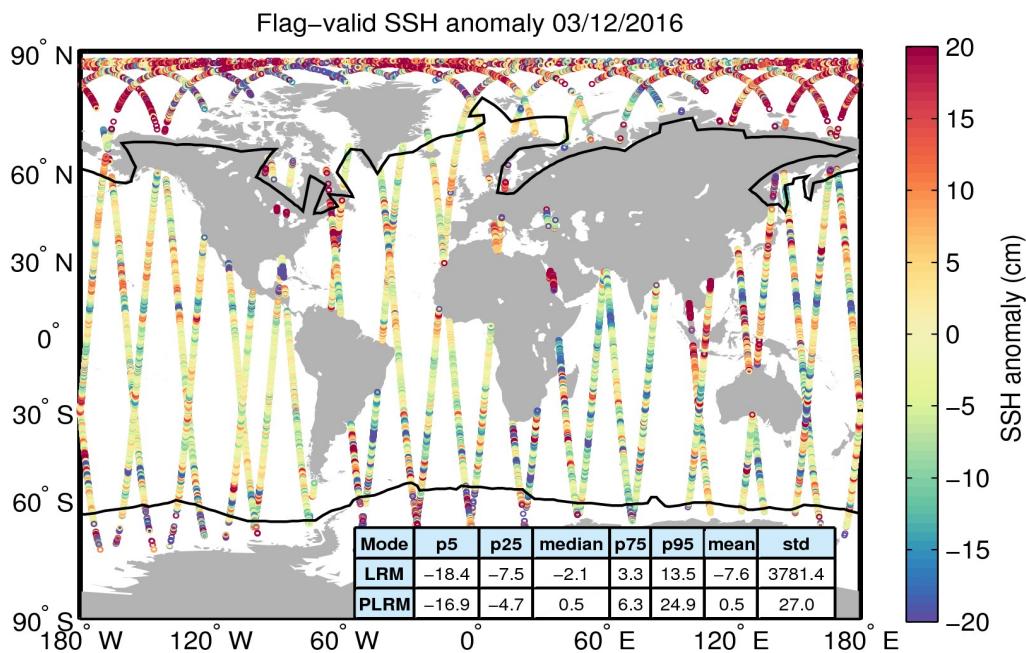 Flag−valid SSH anomaly 03/12/2016
90° N
60° N
30° N
0°
30° S
60° S
90° S
180° W
120° W
60° W
0°
60° E
120° E
180° E
Mode p5 p25 median p75 p95 mean std
LRM −18.4 −7.5 −2.1 3.3 13.5 −7.6 3781.4
PLRM −16.9 −4.7 0.5 6.3 24.9 0.5 27.0
20
15
10
5
0
−5
−10
−15
−20
SSH anomaly (cm)